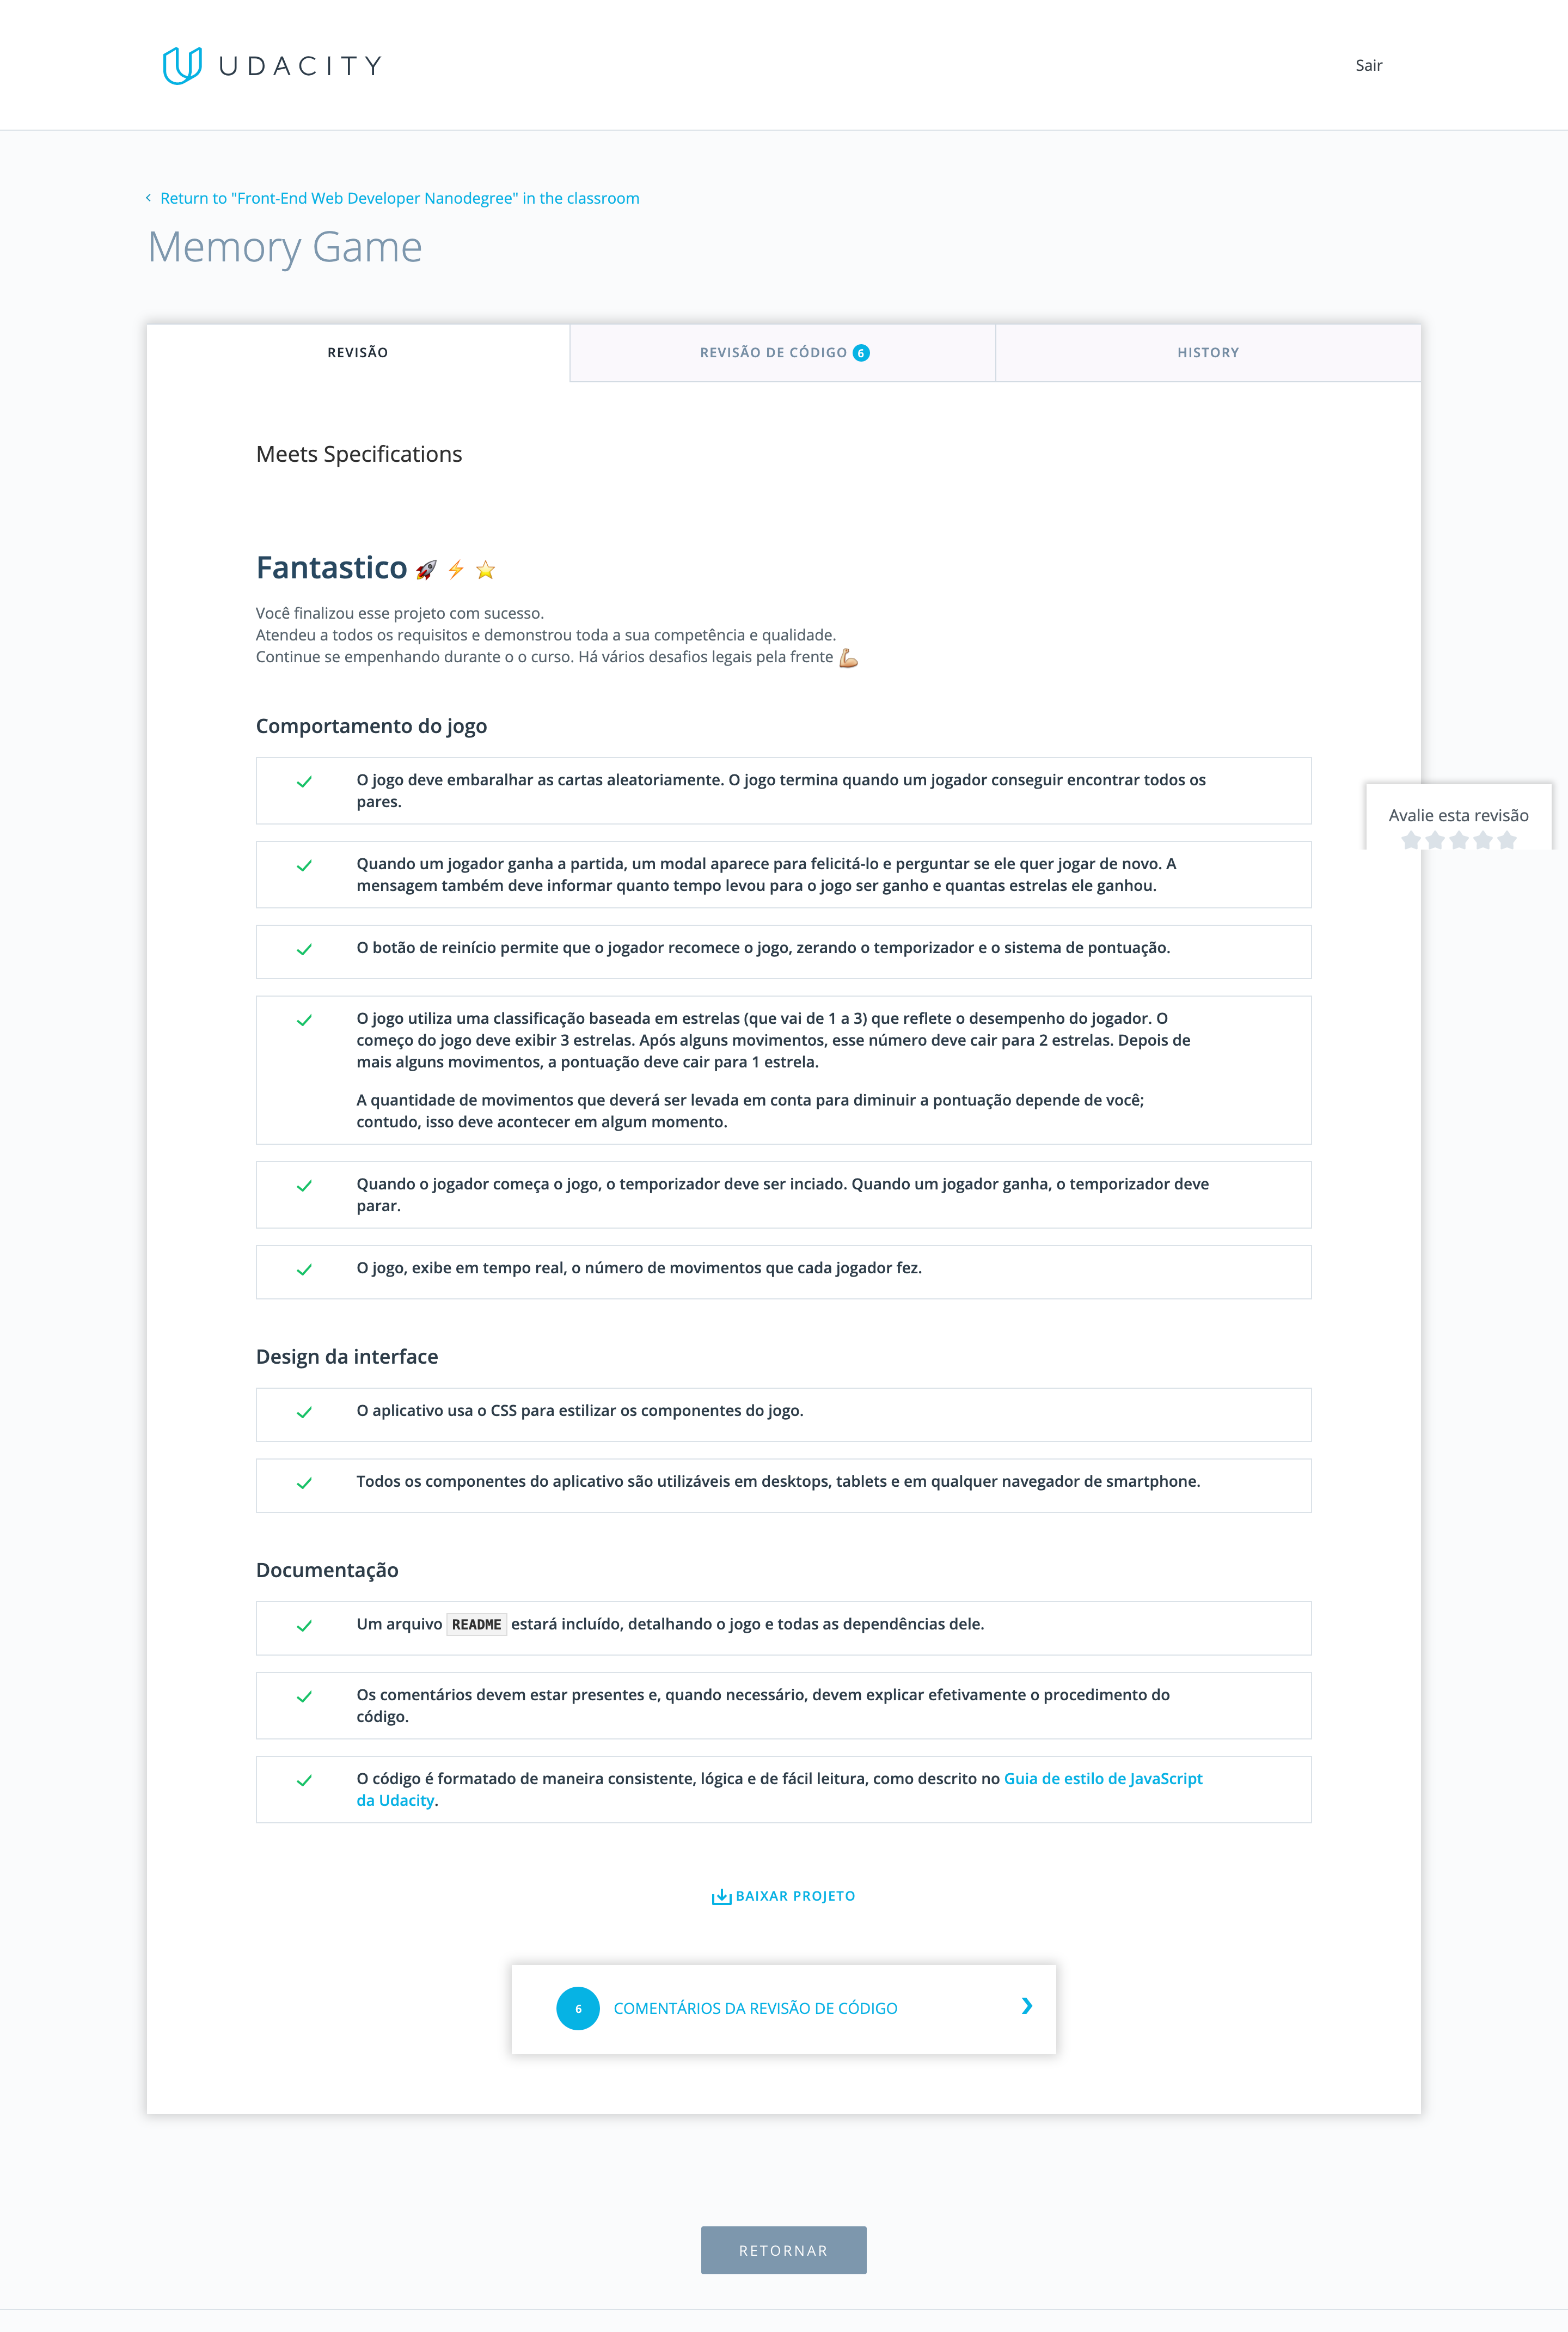 UDACITY
Sair
Return to "Front-End Web Developer Nanodegree" in the classroom
Memory Game
REVISÃO
REVISÃO DE CÓDIGO 6
HISTORY
Meets Specifications
Fantastico 🚀 ⚡ ⭐
Você finalizou esse projeto com sucesso.
Atendeu a todos os requisitos e demonstrou toda a sua competência e qualidade.
Continue se empenhando durante o o curso. Há vários desafios legais pela frente 💪
Comportamento do jogo
O jogo deve embaralhar as cartas aleatoriamente. O jogo termina quando um jogador conseguir encontrar todos os
pares.
Avalie esta revisão
Quando um jogador ganha a partida, um modal aparece para felicitá-lo e perguntar se ele quer jogar de novo. A
mensagem também deve informar quanto tempo levou para o jogo ser ganho e quantas estrelas ele ganhou.
O botão de reinício permite que o jogador recomece o jogo, zerando o temporizador e o sistema de pontuação.
O jogo utiliza uma classificação baseada em estrelas (que vai de 1 a 3) que reflete o desempenho do jogador. O
começo do jogo deve exibir 3 estrelas. Após alguns movimentos, esse número deve cair para 2 estrelas. Depois de
mais alguns movimentos, a pontuação deve cair para 1 estrela.
A quantidade de movimentos que deverá ser levada em conta para diminuir a pontuação depende de você;
contudo, isso deve acontecer em algum momento.
Quando o jogador começa o jogo, o temporizador deve ser inciado. Quando um jogador ganha, o temporizador deve
parar.
O jogo, exibe em tempo real, o número de movimentos que cada jogador fez.
Design da interface
O aplicativo usa o CSS para estilizar os componentes do jogo.
Todos os componentes do aplicativo são utilizáveis em desktops, tablets e em qualquer navegador de smartphone.
Documentação
Um arquivo README estará incluído, detalhando o jogo e todas as dependências dele.
Os comentários devem estar presentes e, quando necessário, devem explicar efetivamente o procedimento do
código.
O código é formatado de maneira consistente, lógica e de fácil leitura, como descrito no Guia de estilo de JavaScript
da Udacity.
BAIXAR PROJETO
6 COMENTÁRIOS DA REVISÃO DE CÓDIGO
RETORNAR